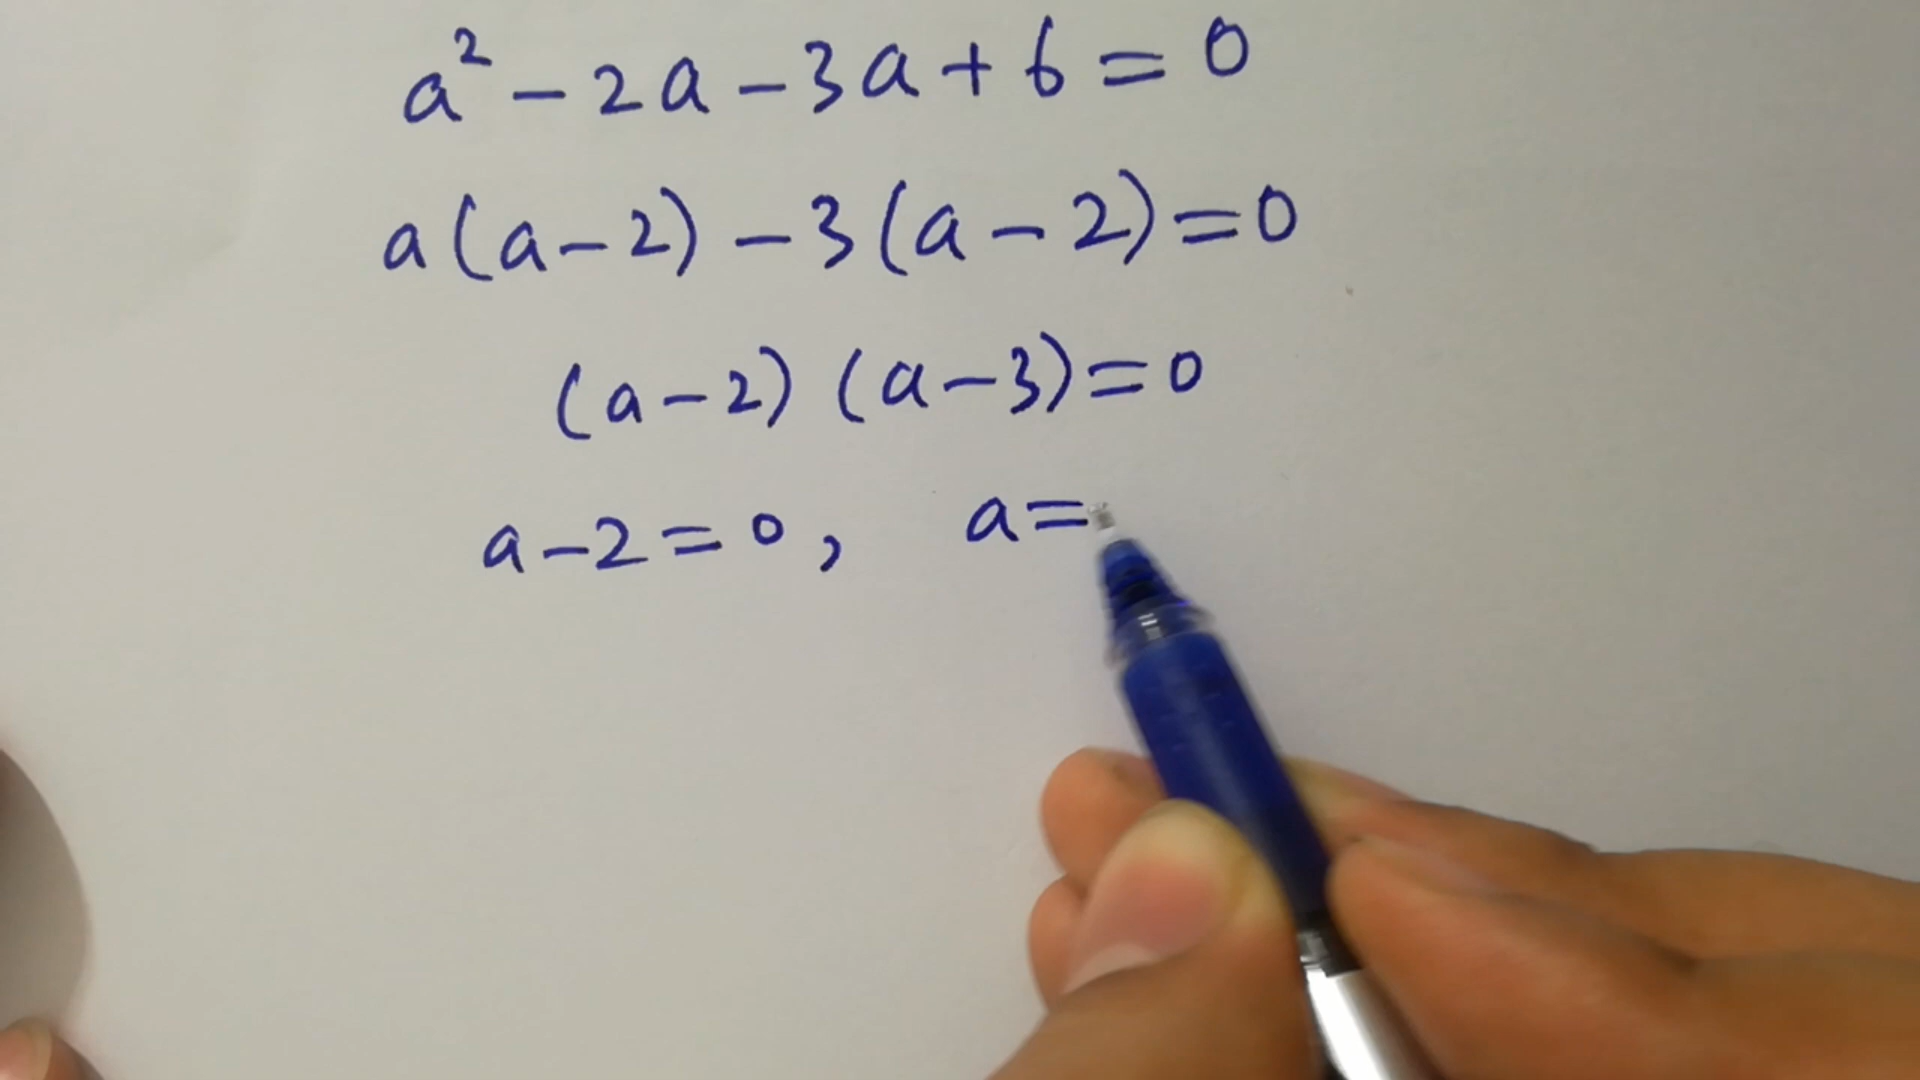 a² - 2a - 3a + 6 = 0
a(a-2) - 3(a-2) = 0
(a-2) (a-3) = 0
a-2=0, a=